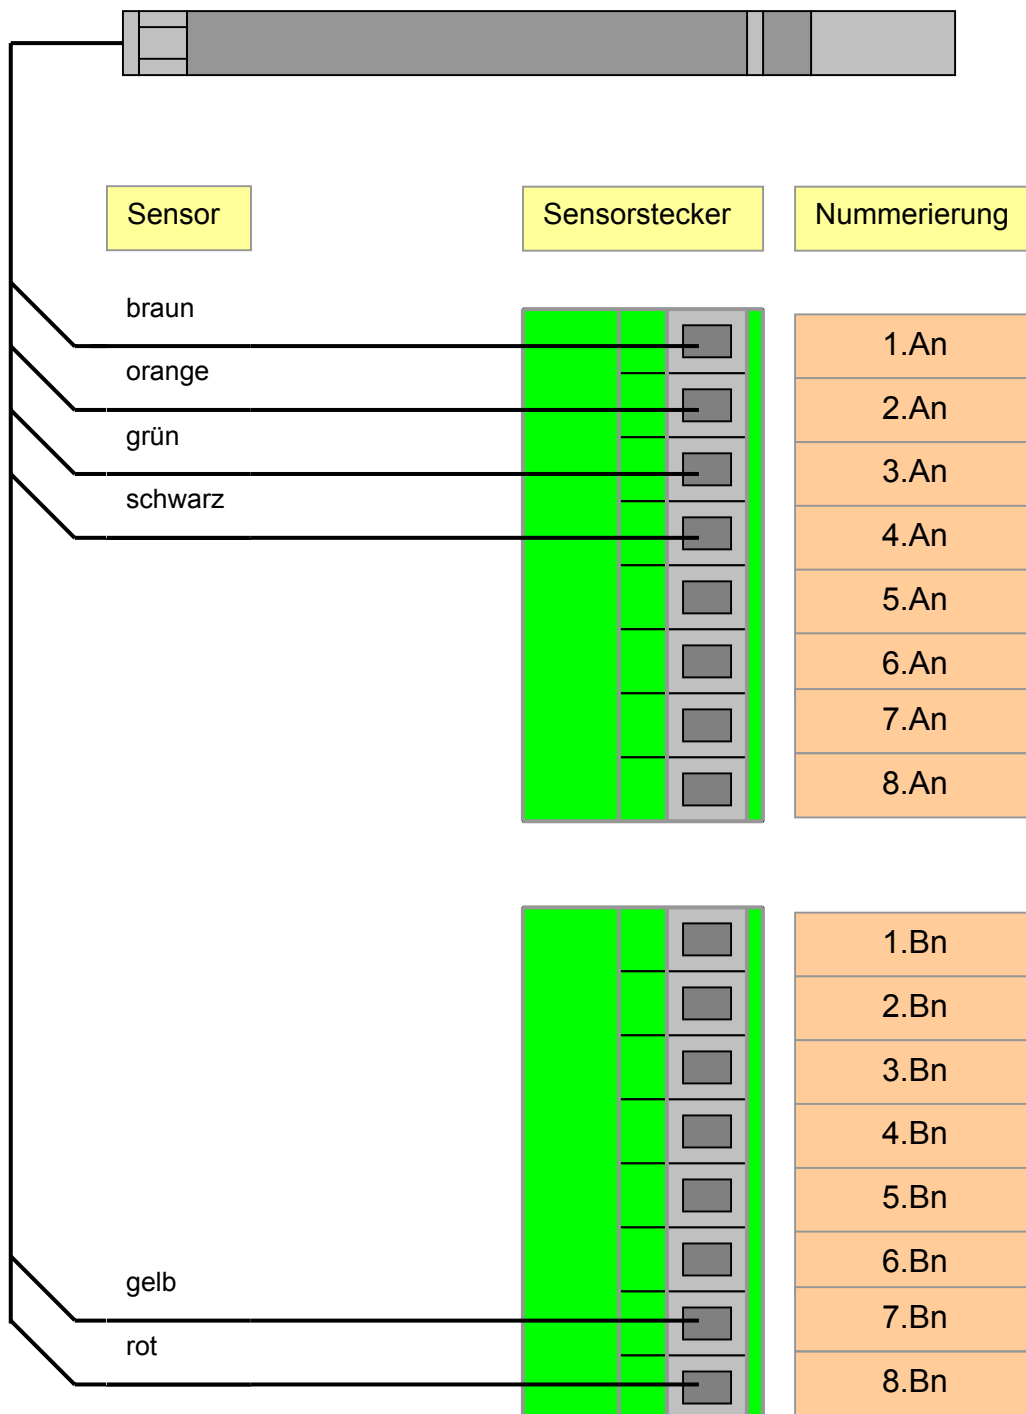 Sensor Sensorstecker Nummerierung
braun
1.An
orange
2.An
grün
3.An
schwarz
4.An
5.An
6.An
7.An
8.An
1.Bn
2.Bn
3.Bn
4.Bn
5.Bn
6.Bn
gelb
7.Bn
rot
8.Bn